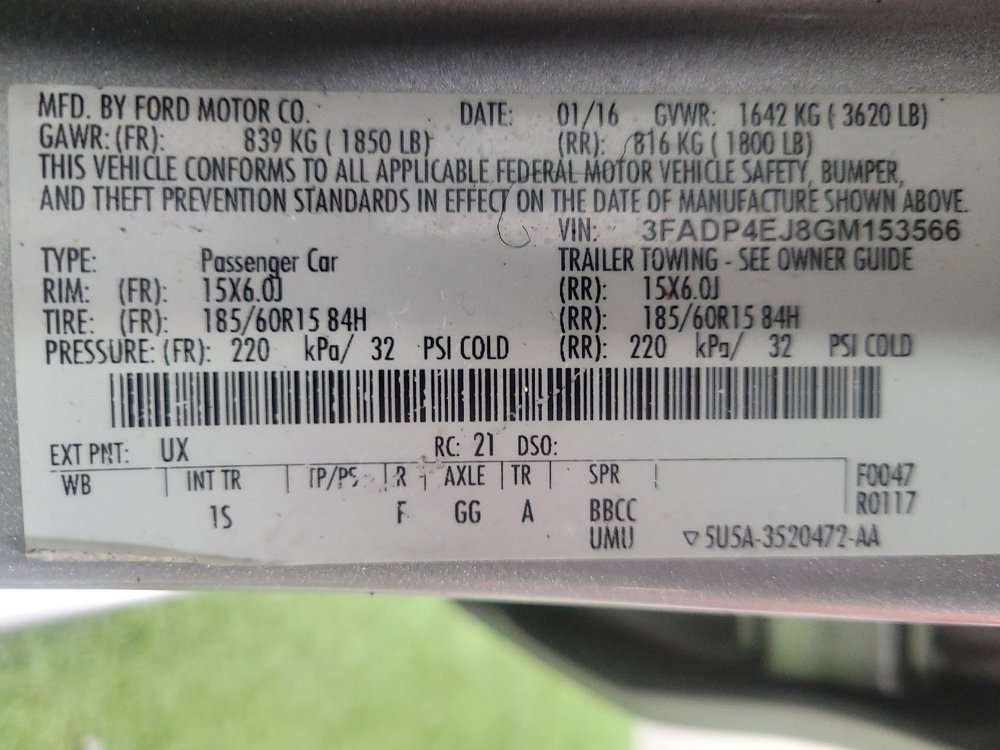 MFD. BY FORD MOTOR CO. DATE: 01/16 GVWR: 1642 KG ( 3620 LB)
GAWR: (FR): 839 KG ( 1850 LB) (RR): 816 KG ( 1800 LB)
THIS VEHICLE CONFORMS TO ALL APPLICABLE FEDERAL MOTOR VEHICLE SAFETY, BUMPER,
AND THEFT PREVENTION STANDARDS IN EFFECT ON THE DATE OF MANUFACTURE SHOWN ABOVE.
VIN: 3FADP4EJ8GM153566
TYPE: Passenger Car TRAILER TOWING - SEE OWNER GUIDE
RIM: (FR): 15X6.0J (RR): 15X6.0J
TIRE: (FR): 185/60R15 84H (RR): 185/60R15 84H
PRESSURE: (FR): 220 kPa/ 32 PSI COLD (RR): 220 kPa/ 32 PSI COLD
EXT PNT: UX RC: 21 DSO:
WB INT TR TP/PS R AXLE TR SPR F0047
R0117
1S F GG A BBCC
UMU ▽5U5A-3520472-AA